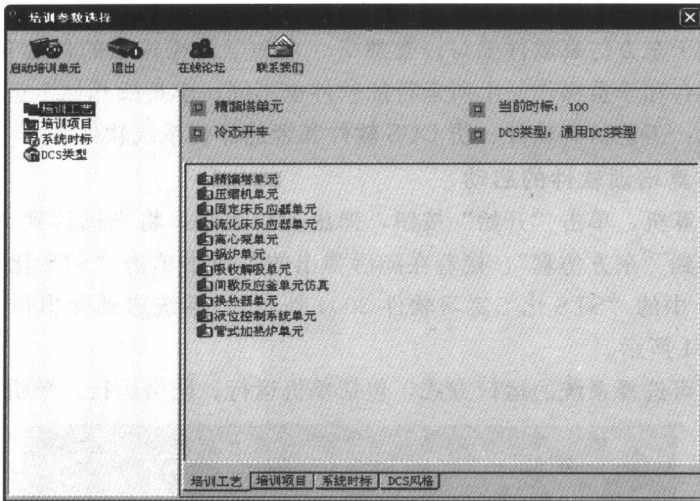 培训参数选择
启动培训单元 退出 在线论坛 联系我们
培训工艺
培训项目
系统时标
DCS类型
精馏塔单元 当前时标：100
冷态开车 DCS类型：通用DCS类型
精馏塔单元
压缩机单元
固定床反应器单元
流化床反应器单元
离心泵单元
锅炉单元
吸收解吸单元
间歇反应釜单元仿真
换热器单元
液位控制系统单元
管式加热炉单元
培训工艺 培训项目 系统时标 DCS风格